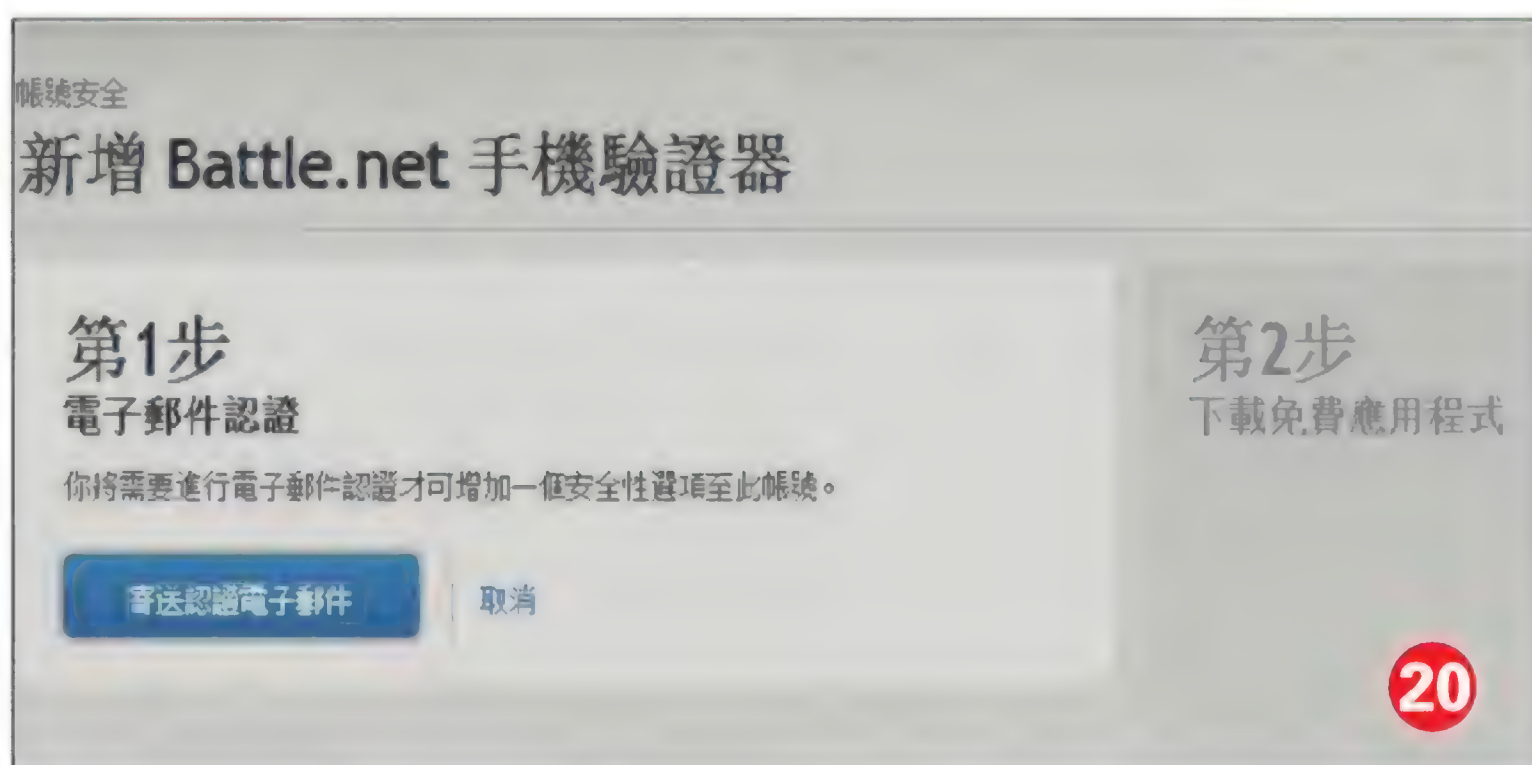 帳號安全
新增 Battle.net 手機驗證器
第1步
電子郵件認證
你將需要進行電子郵件認證才可增加一個安全性選項至此帳號。
寄送認證電子郵件
取消
第2步
下載免費應用程式
20